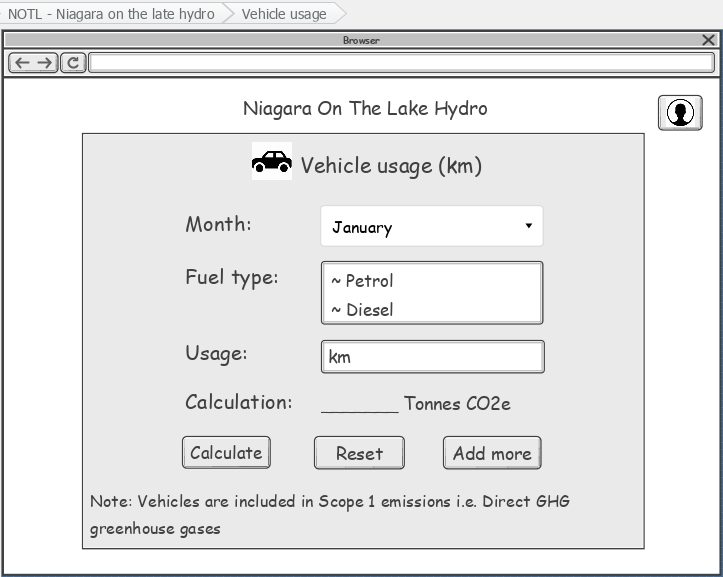 NOTL - Niagara on the late hydro
Vehicle usage
Browser
Niagara On The Lake Hydro
Vehicle usage (km)
Month:
January
Fuel type:
~ Petrol
~ Diesel
Usage:
km
Calculation:
_______ Tonnes CO2e
Calculate
Reset
Add more
Note: Vehicles are included in Scope 1 emissions i.e. Direct GHG
greenhouse gases